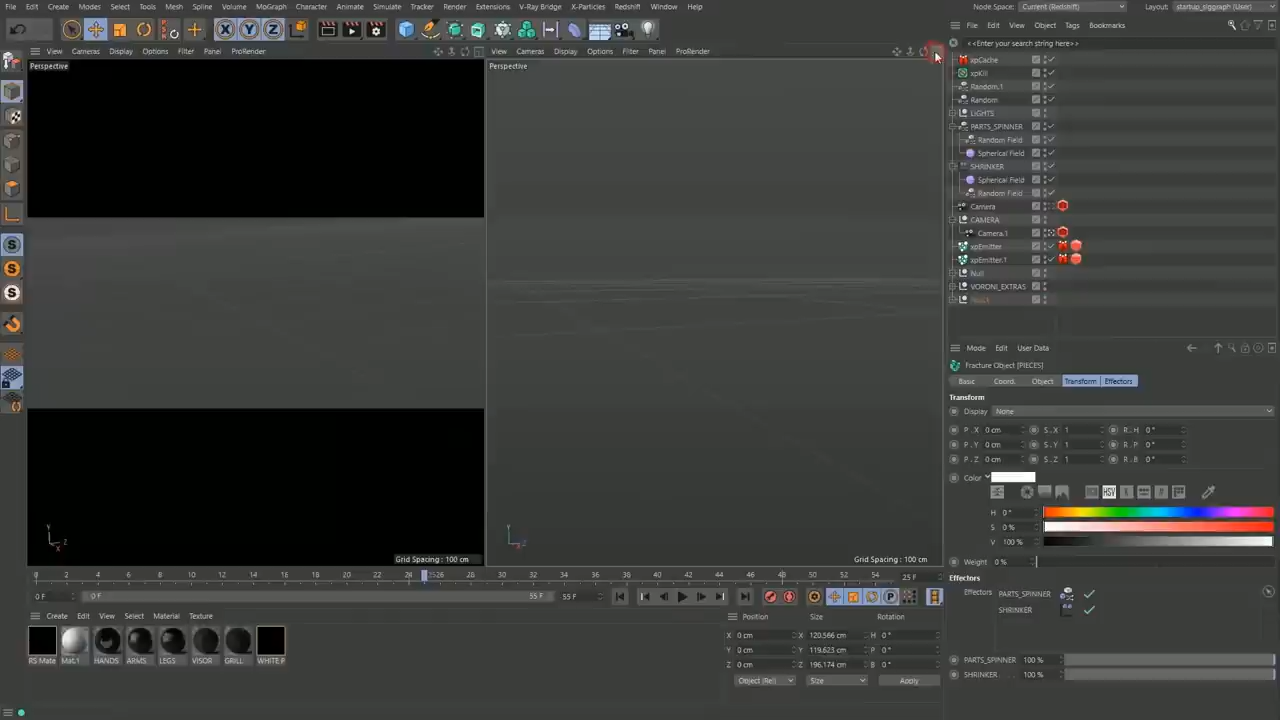 File Edit Create Modes Select Tools Mesh Spline Volume MoGraph Character Animate Simulate Tracker Render Extensions V-Ray Bridge X-Particles Redshift Window Help Node Space: Current (Redshift) Layout: startup_siggraph (User)
File Edit View Object Tags Bookmarks
<<Enter your search string here>>
View Cameras Display Options Filter Panel ProRender
View Cameras Display Options Filter Panel ProRender
Perspective
Perspective
xpCache
xpKill
Random.1
Random
LIGHTS
PARTS_SPINNER
Random Field
Spherical Field
SHRINKER
Spherical Field
Random Field
Camera
CAMERA
Camera.1
xpEmitter
xpEmitter.1
Null
VORONI_EXTRAS
Mode Edit User Data
Fracture Object [PIECES]
Basic Coord. Object Transform Effectors
Transform
Display None
P . X 0 cm S . X 1 R . H 0 °
P . Y 0 cm S . Y 1 R . P 0 °
P . Z 0 cm S . Z 1 R . B 0 °
Color
HSV
H 0 °
S 0 %
V 100 %
Weight 0 %
Effectors
Effectors PARTS_SPINNER
SHRINKER
PARTS_SPINNER 100 %
SHRINKER 100 %
Y Z X
Grid Spacing : 100 cm
Grid Spacing : 100 cm
0 2 4 6 8 10 12 14 16 18 20 22 24 2526 28 30 32 34 36 38 40 42 44 46 48 50 52 54 25 F
0 F 0 F 55 F 55 F
Create Edit View Select Material Texture
RS Mate Mat.1 HANDS ARMS LEGS VISOR GRILL WHITE P
Position Size Rotation
X 0 cm X 120.566 cm H 0 °
Y 0 cm Y 119.623 cm P 0 °
Z 0 cm Z 196.174 cm B 0 °
Object (Rel) Size Apply